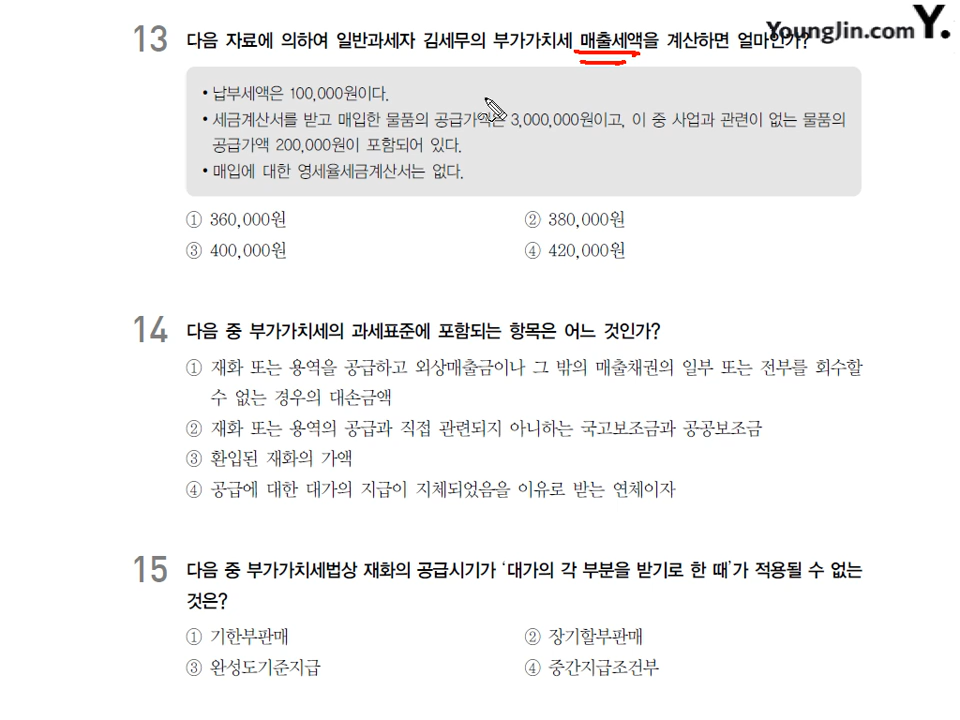 YoungJin.com Y.
13 다음 자료에 의하여 일반과세자 김세무의 부가가치세 매출세액을 계산하면 얼마인가?
• 납부세액은 100,000원이다.
• 세금계산서를 받고 매입한 물품의 공급가액은 3,000,000원이고, 이 중 사업과 관련이 없는 물품의
공급가액 200,000원이 포함되어 있다.
• 매입에 대한 영세율세금계산서는 없다.
① 360,000원 ② 380,000원
③ 400,000원 ④ 420,000원
14 다음 중 부가가치세의 과세표준에 포함되는 항목은 어느 것인가?
① 재화 또는 용역을 공급하고 외상매출금이나 그 밖의 매출채권의 일부 또는 전부를 회수할
수 없는 경우의 대손금액
② 재화 또는 용역의 공급과 직접 관련되지 아니하는 국고보조금과 공공보조금
③ 환입된 재화의 가액
④ 공급에 대한 대가의 지급이 지체되었음을 이유로 받는 연체이자
15 다음 중 부가가치세법상 재화의 공급시기가 ‘대가의 각 부분을 받기로 한 때’가 적용될 수 없는
것은?
① 기한부판매 ② 장기할부판매
③ 완성도기준지급 ④ 중간지급조건부